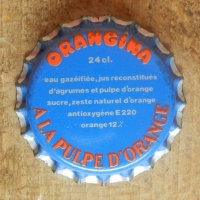 ORANGINA
24 cl.
eau gazéifiée, jus reconstitués
d'agrumes et pulpe d'orange
sucre, zeste naturel d'orange
antioxygène E 220
orange 12%
A LA PULPE D'ORANGE